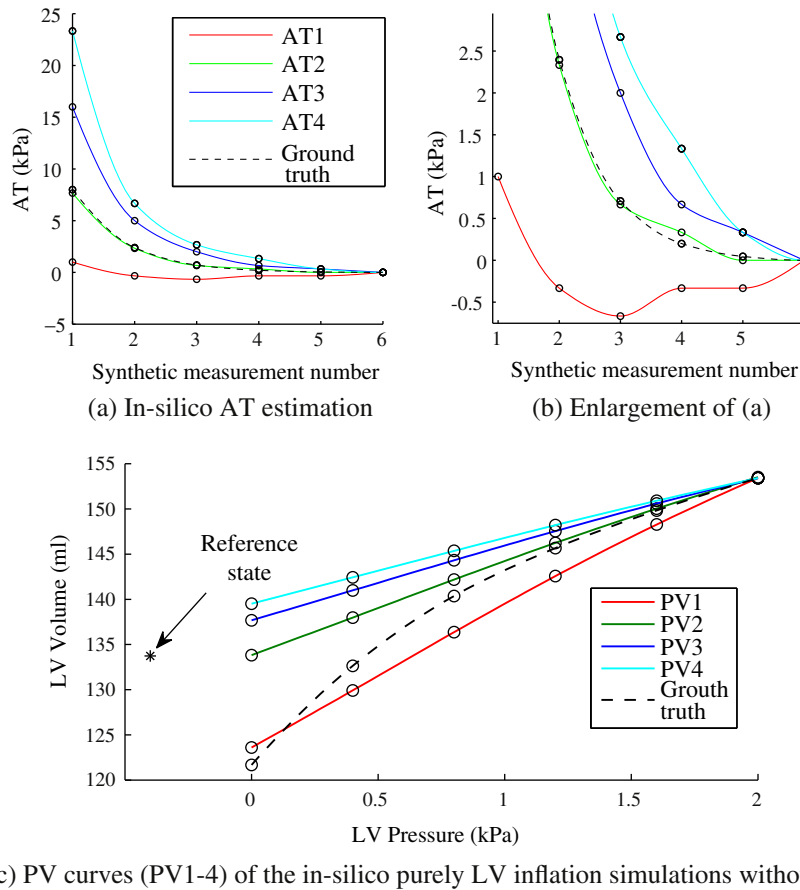 25
20
15
10
5
0
−5
AT (kPa)
AT1
AT2
AT3
AT4
Ground
truth
1 2 3 4 5 6
Synthetic measurement number
(a) In-silico AT estimation
2.5
2
1.5
1
0.5
0
-0.5
AT (kPa)
1 2 3 4 5
Synthetic measurement number
(b) Enlargement of (a)
155
150
145
140
135
130
125
120
LV Volume (ml)
Reference
state
PV1
PV2
PV3
PV4
Grouth
truth
0 0.5 1 1.5 2
LV Pressure (kPa)
c) PV curves (PV1-4) of the in-silico purely LV inflation simulations witho